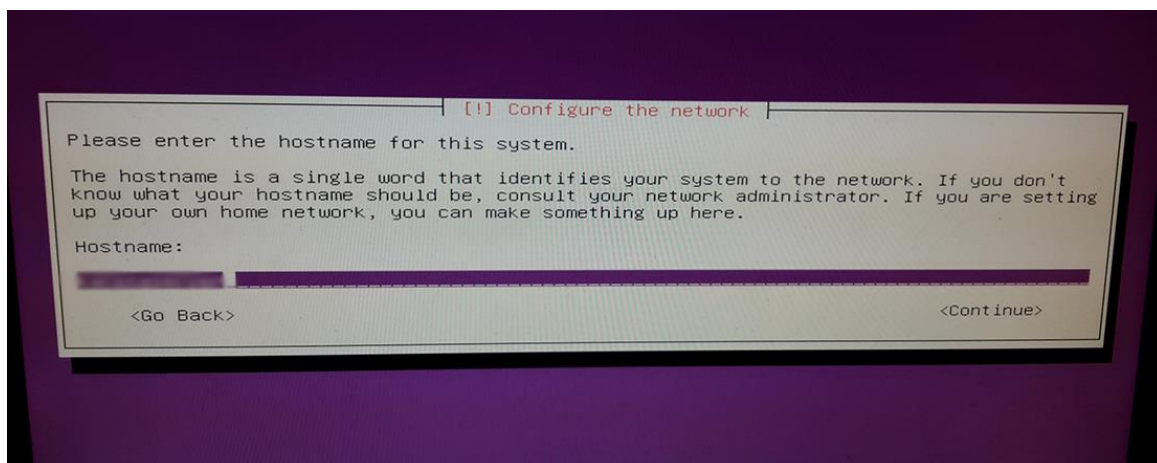 [!] Configure the network
Please enter the hostname for this system.
The hostname is a single word that identifies your system to the network. If you don't
know what your hostname should be, consult your network administrator. If you are setting
up your own home network, you can make something up here.
Hostname:
<Go Back> <Continue>